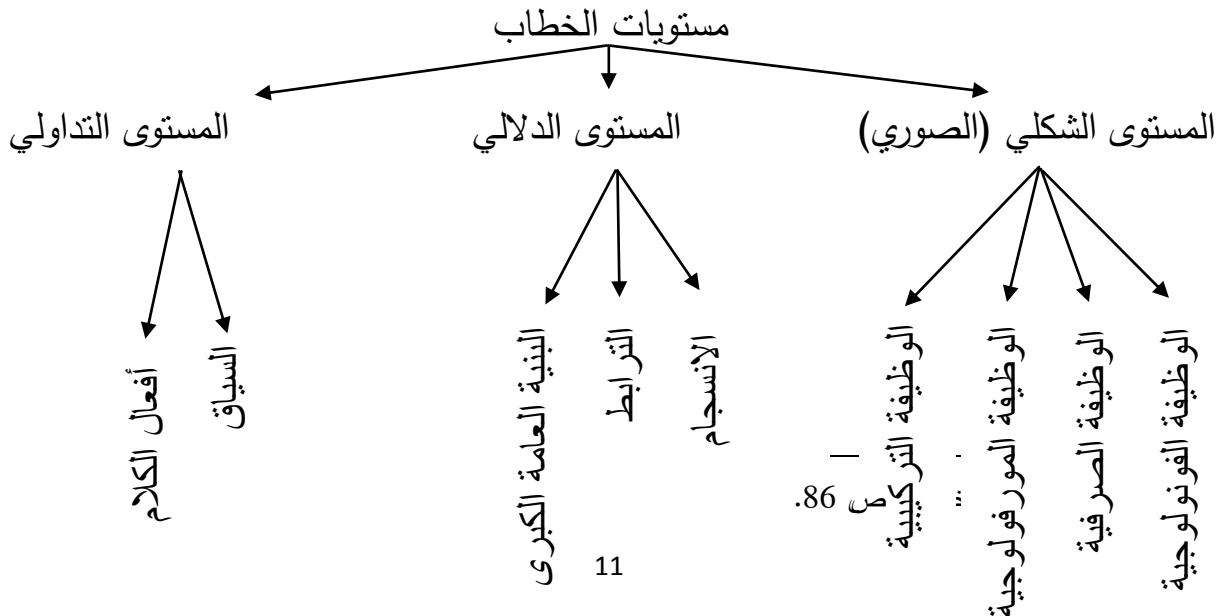 مستويات الخطاب
المستوى الشكلي (الصوري)
المستوى الدلالي
المستوى التداولي
الوظيفة الفونولوجية
الوظيفة الصرفية
الوظيفة المورفولوجية
الوظيفة التركيبية
الانسجام
الترابط
البنية العامة الكبرى
السياق
أفعال الكلام
ص 86.
11